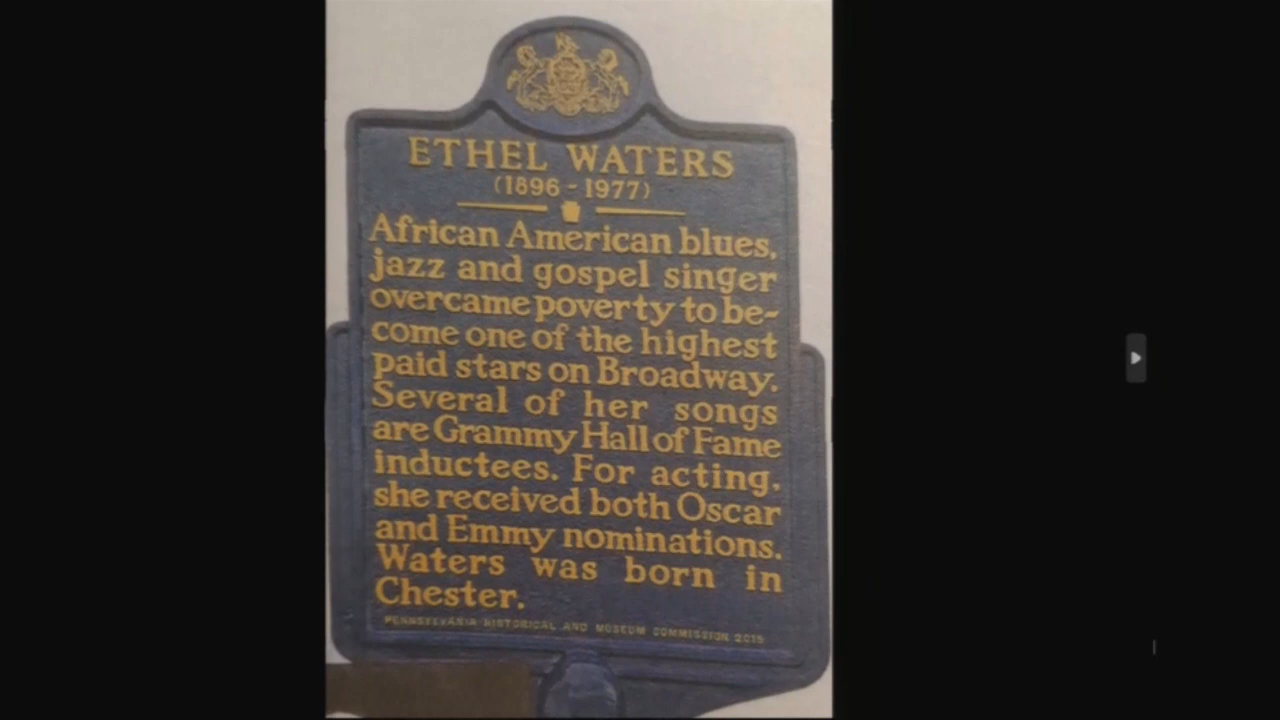 ETHEL WATERS
(1896-1977)
African American blues,
jazz and gospel singer
overcame poverty to be-
come one of the highest
paid stars on Broadway.
Several of her songs
are Grammy Hall of Fame
inductees. For acting,
she received both Oscar
and Emmy nominations.
Waters was born in
Chester.
PENNSYLVANIA HISTORICAL AND MUSEUM COMMISSION 2015